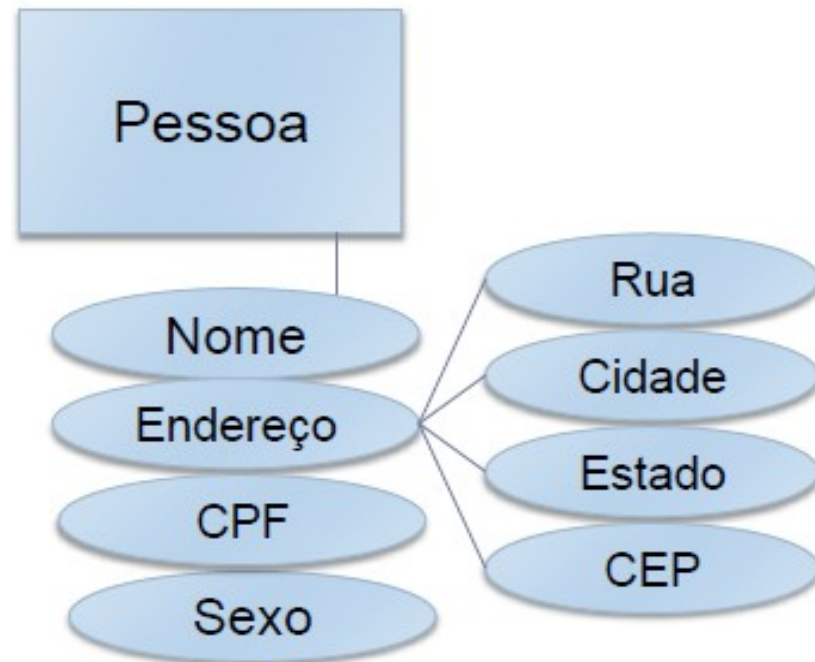 Pessoa
Nome
Endereço
CPF
Sexo
Rua
Cidade
Estado
CEP